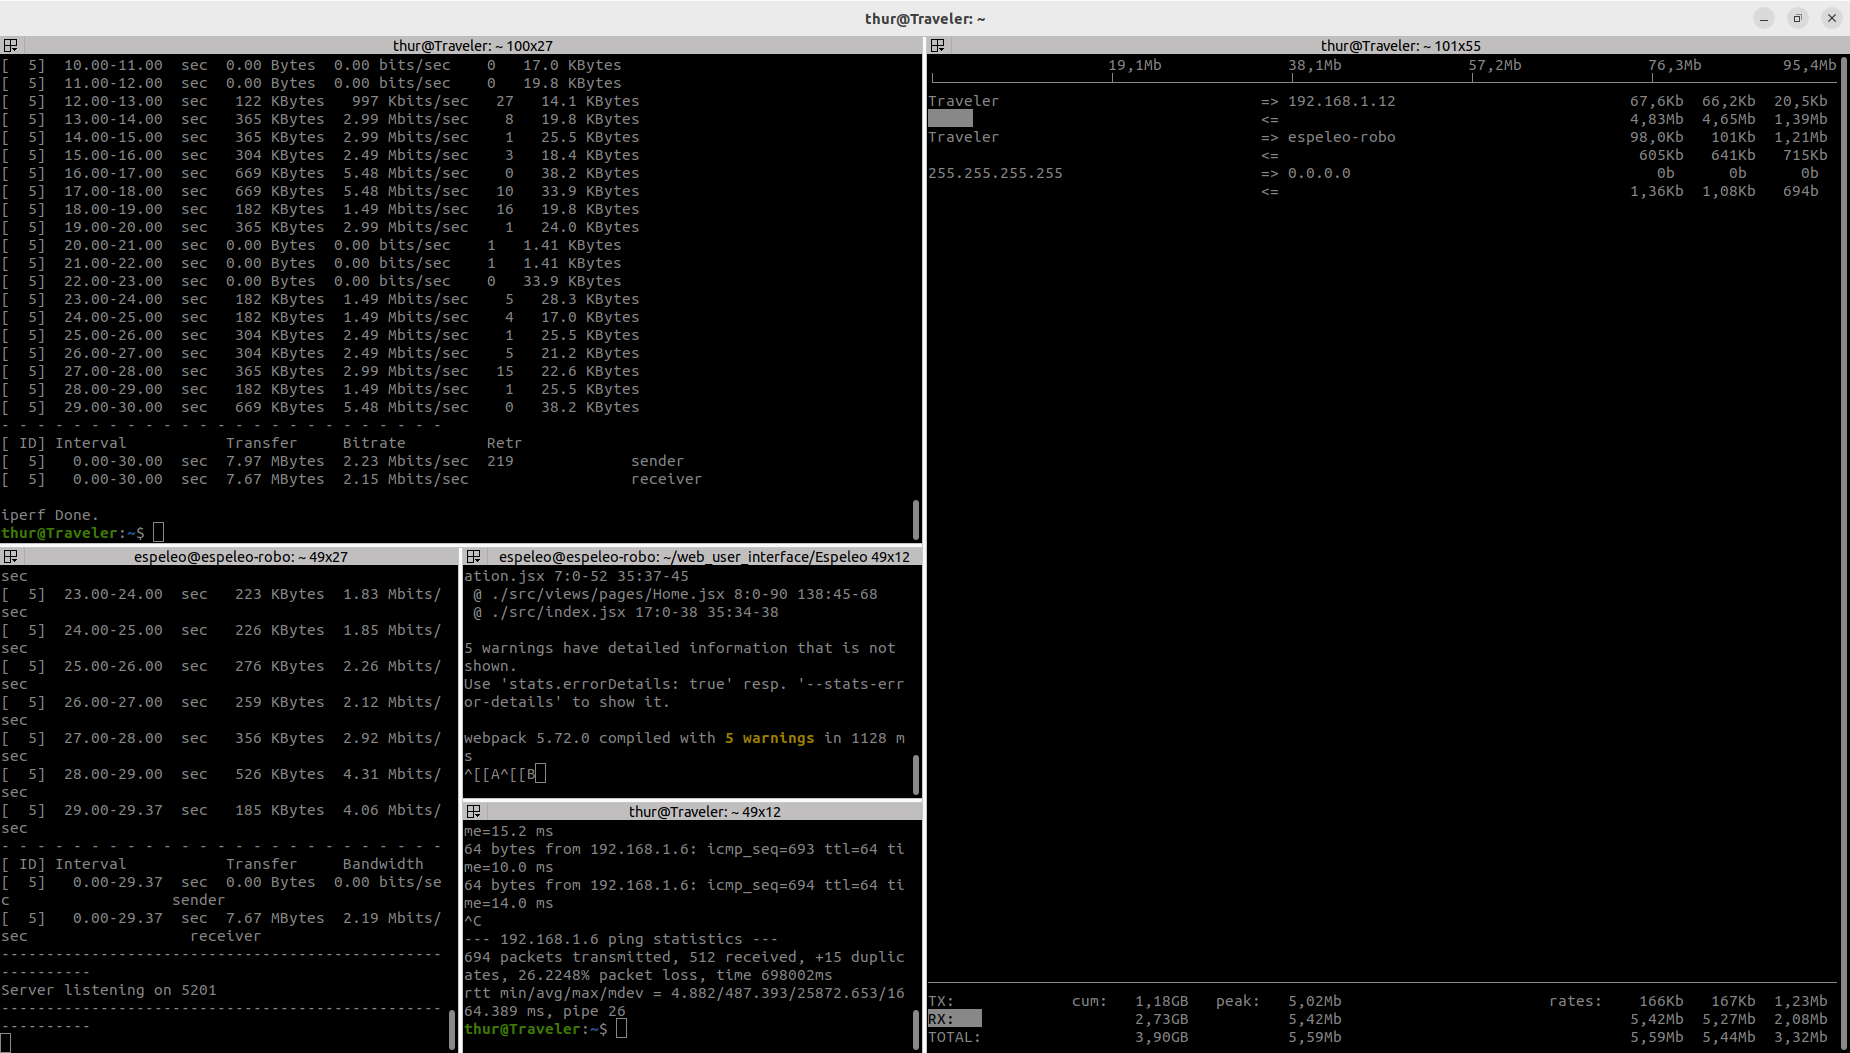 thur@Traveler: ~
thur@Traveler: ~ 100x27
[  5]  10.00-11.00  sec  0.00 Bytes  0.00 bits/sec    0   17.0 KBytes
[  5]  11.00-12.00  sec  0.00 Bytes  0.00 bits/sec    0   19.8 KBytes
[  5]  12.00-13.00  sec   122 KBytes   997 Kbits/sec   27   14.1 KBytes
[  5]  13.00-14.00  sec   365 KBytes  2.99 Mbits/sec    8   19.8 KBytes
[  5]  14.00-15.00  sec   365 KBytes  2.99 Mbits/sec    1   25.5 KBytes
[  5]  15.00-16.00  sec   304 KBytes  2.49 Mbits/sec    3   18.4 KBytes
[  5]  16.00-17.00  sec   669 KBytes  5.48 Mbits/sec    0   38.2 KBytes
[  5]  17.00-18.00  sec   669 KBytes  5.48 Mbits/sec   10   33.9 KBytes
[  5]  18.00-19.00  sec   182 KBytes  1.49 Mbits/sec   16   19.8 KBytes
[  5]  19.00-20.00  sec   365 KBytes  2.99 Mbits/sec    1   24.0 KBytes
[  5]  20.00-21.00  sec  0.00 Bytes  0.00 bits/sec    1   1.41 KBytes
[  5]  21.00-22.00  sec  0.00 Bytes  0.00 bits/sec    1   1.41 KBytes
[  5]  22.00-23.00  sec  0.00 Bytes  0.00 bits/sec    0   33.9 KBytes
[  5]  23.00-24.00  sec   182 KBytes  1.49 Mbits/sec    5   28.3 KBytes
[  5]  24.00-25.00  sec   182 KBytes  1.49 Mbits/sec    4   17.0 KBytes
[  5]  25.00-26.00  sec   304 KBytes  2.49 Mbits/sec    1   25.5 KBytes
[  5]  26.00-27.00  sec   304 KBytes  2.49 Mbits/sec    5   21.2 KBytes
[  5]  27.00-28.00  sec   365 KBytes  2.99 Mbits/sec   15   22.6 KBytes
[  5]  28.00-29.00  sec   182 KBytes  1.49 Mbits/sec    1   25.5 KBytes
[  5]  29.00-30.00  sec   669 KBytes  5.48 Mbits/sec    0   38.2 KBytes
- - - - - - - - - - - - - - - - - - - - - - - - -
[ ID] Interval           Transfer     Bitrate         Retr
[  5]   0.00-30.00  sec  7.97 MBytes  2.23 Mbits/sec  219             sender
[  5]   0.00-30.00  sec  7.67 MBytes  2.15 Mbits/sec                  receiver
iperf Done.
thur@Traveler:~$
espeleo@espeleo-robo: ~ 49x27
sec
[  5]  23.00-24.00  sec   223 KBytes  1.83 Mbits/
sec
[  5]  24.00-25.00  sec   226 KBytes  1.85 Mbits/
sec
[  5]  25.00-26.00  sec   276 KBytes  2.26 Mbits/
sec
[  5]  26.00-27.00  sec   259 KBytes  2.12 Mbits/
sec
[  5]  27.00-28.00  sec   356 KBytes  2.92 Mbits/
sec
[  5]  28.00-29.00  sec   526 KBytes  4.31 Mbits/
sec
[  5]  29.00-29.37  sec   185 KBytes  4.06 Mbits/
sec
- - - - - - - - - - - - - - - - - - - - - - - - -
[ ID] Interval           Transfer     Bandwidth
[  5]   0.00-29.37  sec  0.00 Bytes  0.00 bits/se
c                  sender
[  5]   0.00-29.37  sec  7.67 MBytes  2.19 Mbits/
sec                  receiver
-------------------------------------------------
----------
Server listening on 5201
-------------------------------------------------
----------
espeleo@espeleo-robo: ~/web_user_interface/Espeleo 49x12
ation.jsx 7:0-52 35:37-45
 @ ./src/views/pages/Home.jsx 8:0-90 138:45-68
 @ ./src/index.jsx 17:0-38 35:34-38
5 warnings have detailed information that is not
shown.
Use 'stats.errorDetails: true' resp. '--stats-err
or-details' to show it.
webpack 5.72.0 compiled with 5 warnings in 1128 m
s
^[[A^[[B
thur@Traveler: ~ 49x12
me=15.2 ms
64 bytes from 192.168.1.6: icmp_seq=693 ttl=64 ti
me=10.0 ms
64 bytes from 192.168.1.6: icmp_seq=694 ttl=64 ti
me=14.0 ms
^C
--- 192.168.1.6 ping statistics ---
694 packets transmitted, 512 received, +15 duplic
ates, 26.2248% packet loss, time 698002ms
rtt min/avg/max/mdev = 4.882/487.393/25872.653/16
64.389 ms, pipe 26
thur@Traveler:~$
thur@Traveler: ~ 101x55
19,1Mb 38,1Mb 57,2Mb 76,3Mb 95,4Mb
Traveler => 192.168.1.12 67,6Kb 66,2Kb 20,5Kb
<= 4,83Mb 4,65Mb 1,39Mb
Traveler => espeleo-robo 98,0Kb 101Kb 1,21Mb
<= 605Kb 641Kb 715Kb
255.255.255.255 => 0.0.0.0 0b 0b 0b
<= 1,36Kb 1,08Kb 694b
TX: cum: 1,18GB peak: 5,02Mb rates: 166Kb 167Kb 1,23Mb
RX: 2,73GB 5,42Mb 5,42Mb 5,27Mb 2,08Mb
TOTAL: 3,90GB 5,59Mb 5,59Mb 5,44Mb 3,32Mb